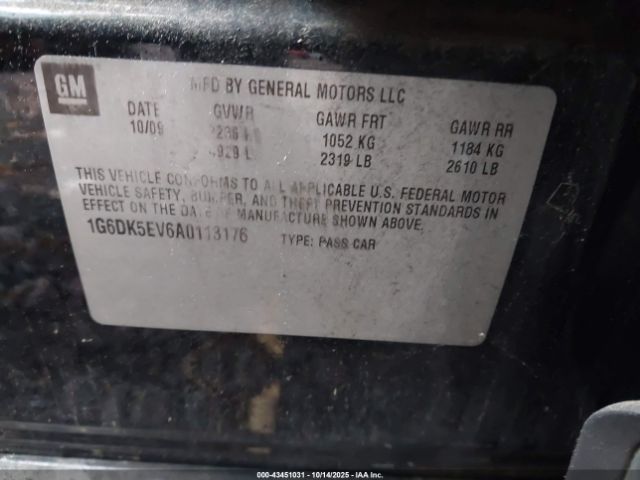 GM
MFD BY GENERAL MOTORS LLC
DATE GVWR GAWR FRT GAWR RR
10/09 1052 KG 1184 KG
2319 LB 2610 LB
THIS VEHICLE CONFORMS TO ALL APPLICABLE U.S. FEDERAL MOTOR
VEHICLE SAFETY, BUMPER, AND THEFT PREVENTION STANDARDS IN
EFFECT ON THE DATE OF MANUFACTURE SHOWN ABOVE.
1G6DK5EV6A0113176 TYPE: PASS CAR
000-43451031 - 10/14/2025 - IAA Inc.